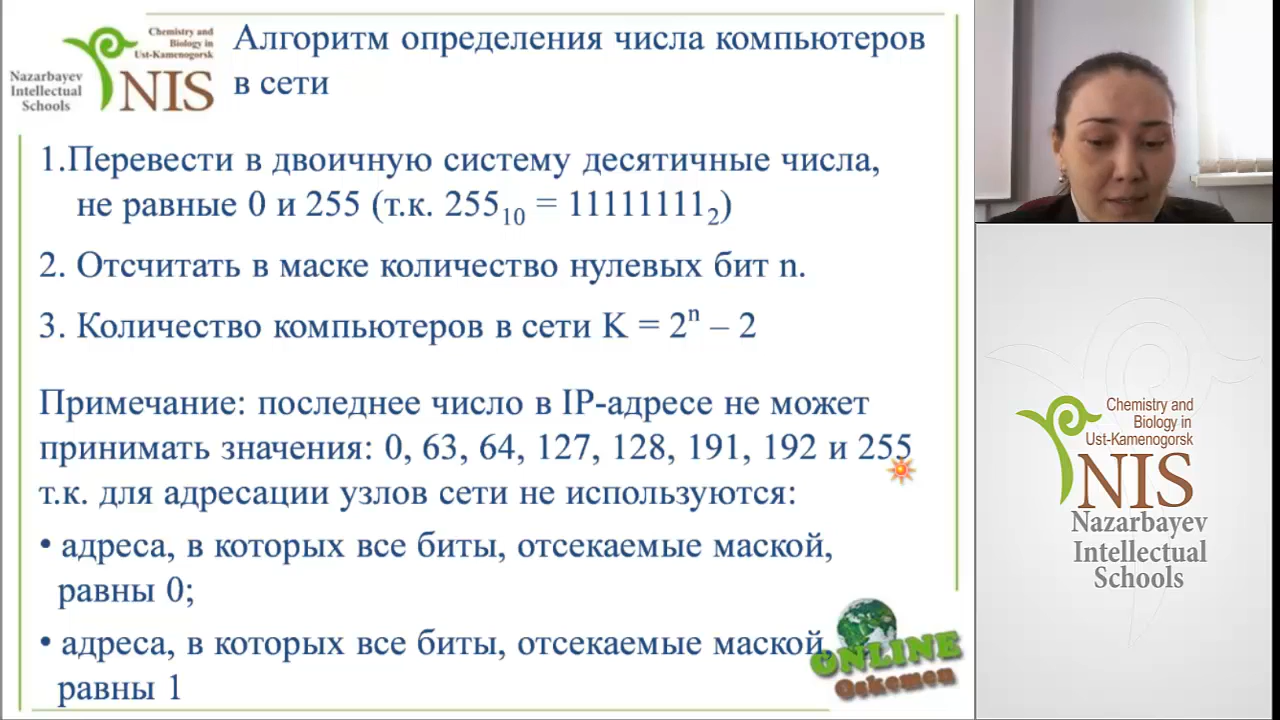 Chemistry and
Biology in
Ust-Kamenogorsk
Nazarbayev
Intellectual
Schools
NIS
Алгоритм определения числа компьютеров
в сети
1.Перевести в двоичную систему десятичные числа,
не равные 0 и 255 (т.к. 255₁₀ = 11111111₂)
2. Отсчитать в маске количество нулевых бит n.
3. Количество компьютеров в сети K = 2ⁿ – 2
Примечание: последнее число в IP-адресе не может
принимать значения: 0, 63, 64, 127, 128, 191, 192 и 255
т.к. для адресации узлов сети не используются:
• адреса, в которых все биты, отсекаемые маской,
равны 0;
• адреса, в которых все биты, отсекаемые маской,
равны 1
ONLINE
Oskemen
Chemistry and
Biology in
Ust-Kamenogorsk
NIS
Nazarbayev
Intellectual
Schools